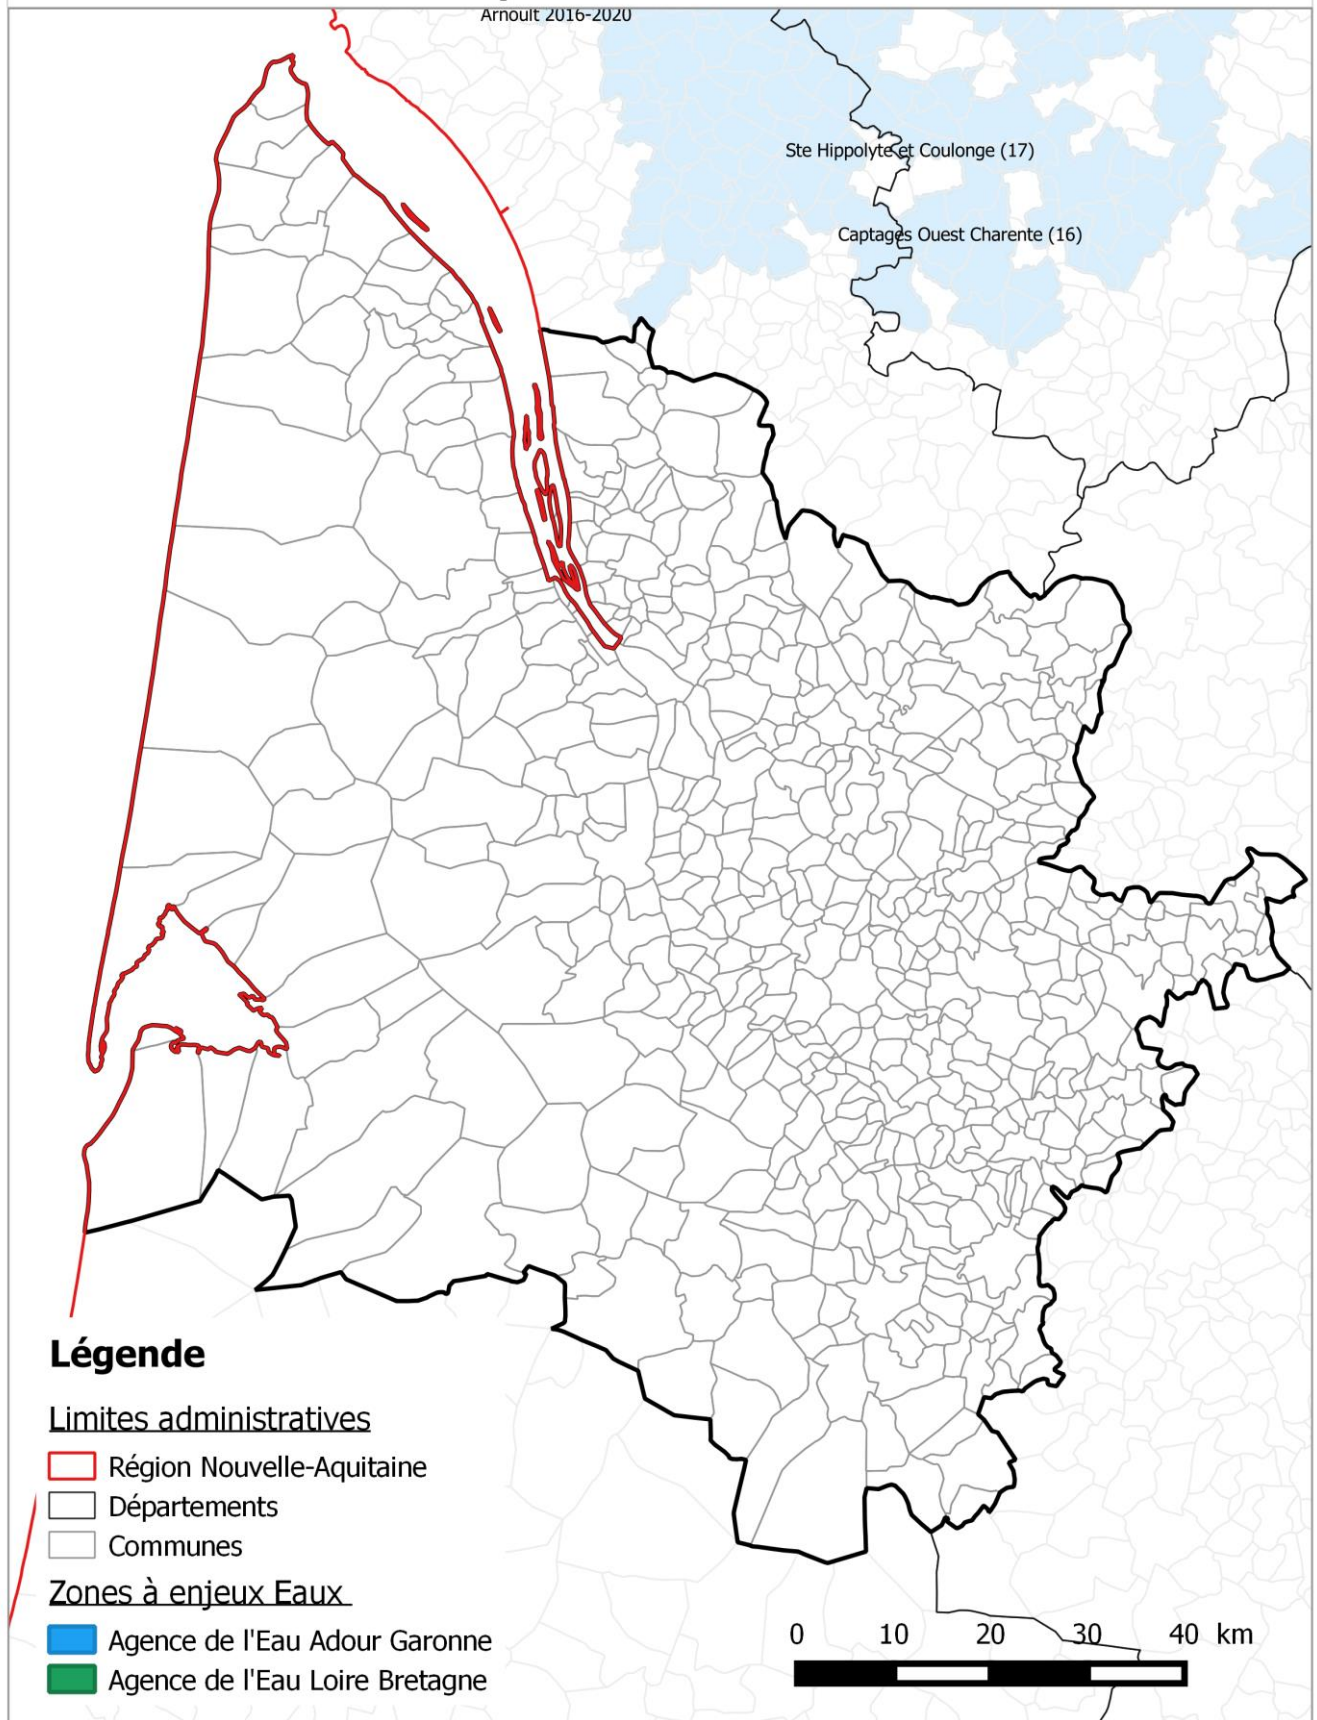 Arnoult 2016-2020
Ste Hippolyte et Coulonge (17)
Captages Ouest Charente (16)
Légende
Limites administratives
Région Nouvelle-Aquitaine
Départements
Communes
Zones à enjeux Eaux
Agence de l'Eau Adour Garonne
Agence de l'Eau Loire Bretagne
0 10 20 30 40 km